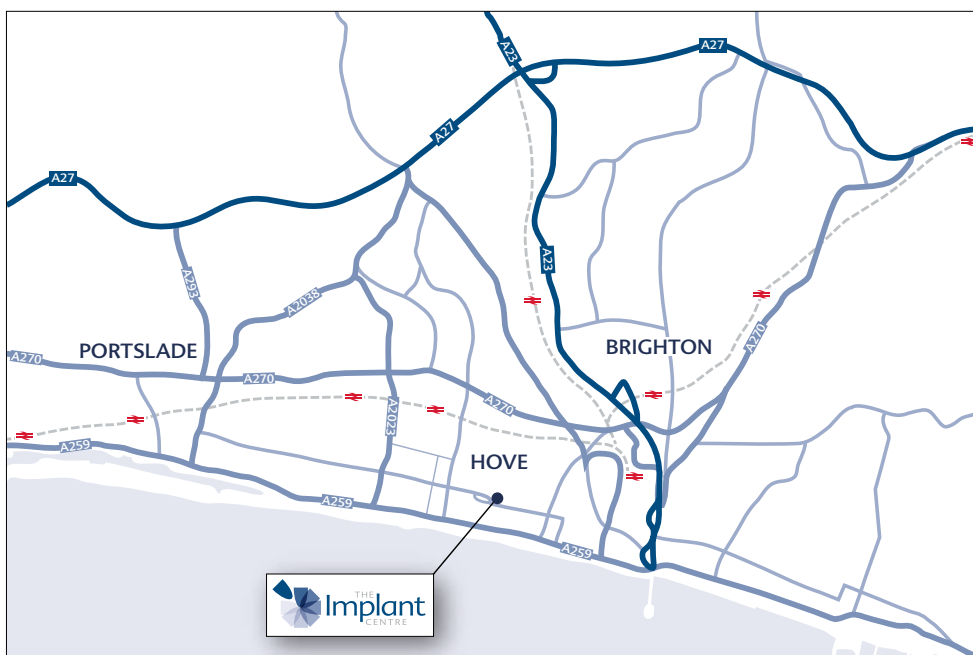 A23
A27
A27
A27
A23
A293
A2038
PORTSLADE
BRIGHTON
A270
A270
A270
A270
A2023
A259
HOVE
A259
A259
THE
Implant
CENTRE